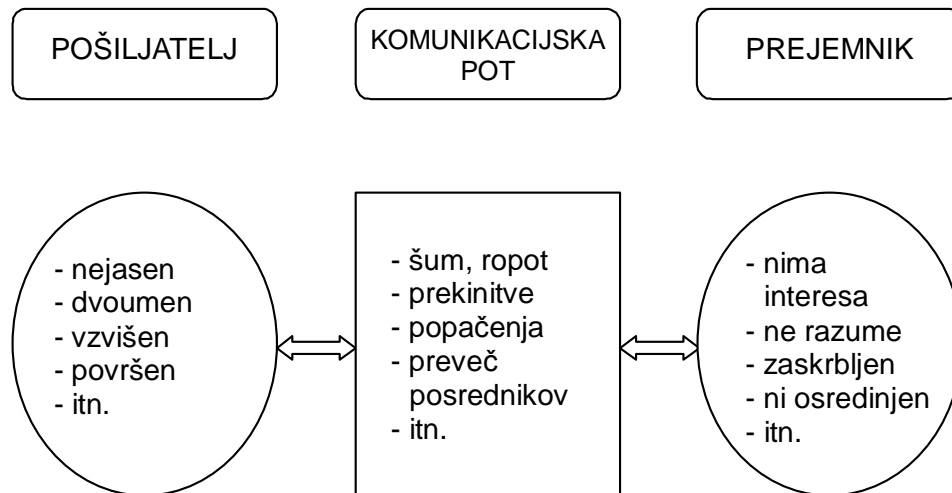 POŠILJATELJ
KOMUNIKACIJSKA
POT
PREJEMNIK
- nejasen
- dvoumen
- vzvišen
- površen
- itn.
- šum, ropot
- prekinitve
- popačenja
- preveč
posrednikov
- itn.
- nima
interesa
- ne razume
- zaskrbljen
- ni osredinjen
- itn.